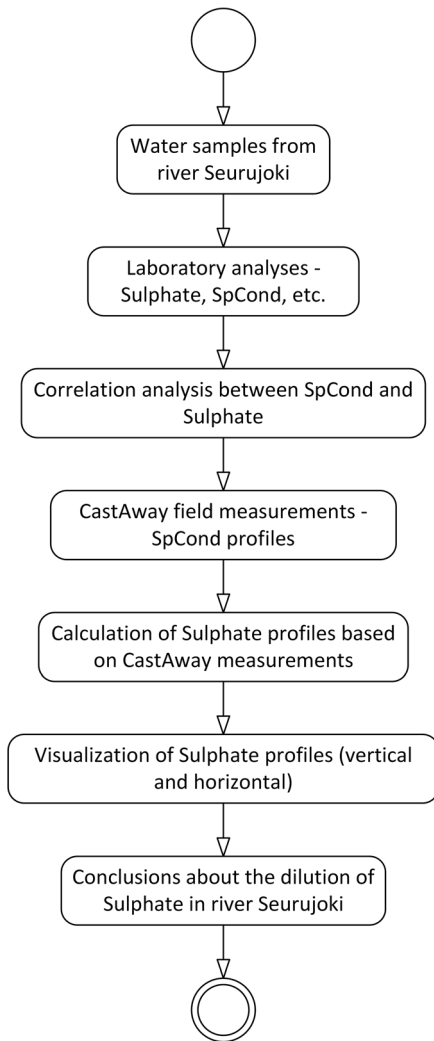 Water samples from
river Seurujoki
Laboratory analyses -
Sulphate, SpCond, etc.
Correlation analysis between SpCond and
Sulphate
CastAway field measurements -
SpCond profiles
Calculation of Sulphate profiles based
on CastAway measurements
Visualization of Sulphate profiles (vertical
and horizontal)
Conclusions about the dilution of
Sulphate in river Seurujoki